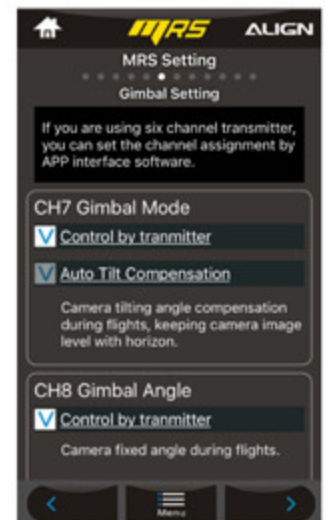 MRS ALIGN
MRS Setting
Gimbal Setting
If you are using six channel transmitter,
you can set the channel assignment by
APP interface software.
CH7 Gimbal Mode
Control by tranmitter
Auto Tilt Compensation
Camera tilting angle compensation
during flights, keeping camera image
level with horizon.
CH8 Gimbal Angle
Control by tranmitter
Camera fixed angle during flights.
Menu